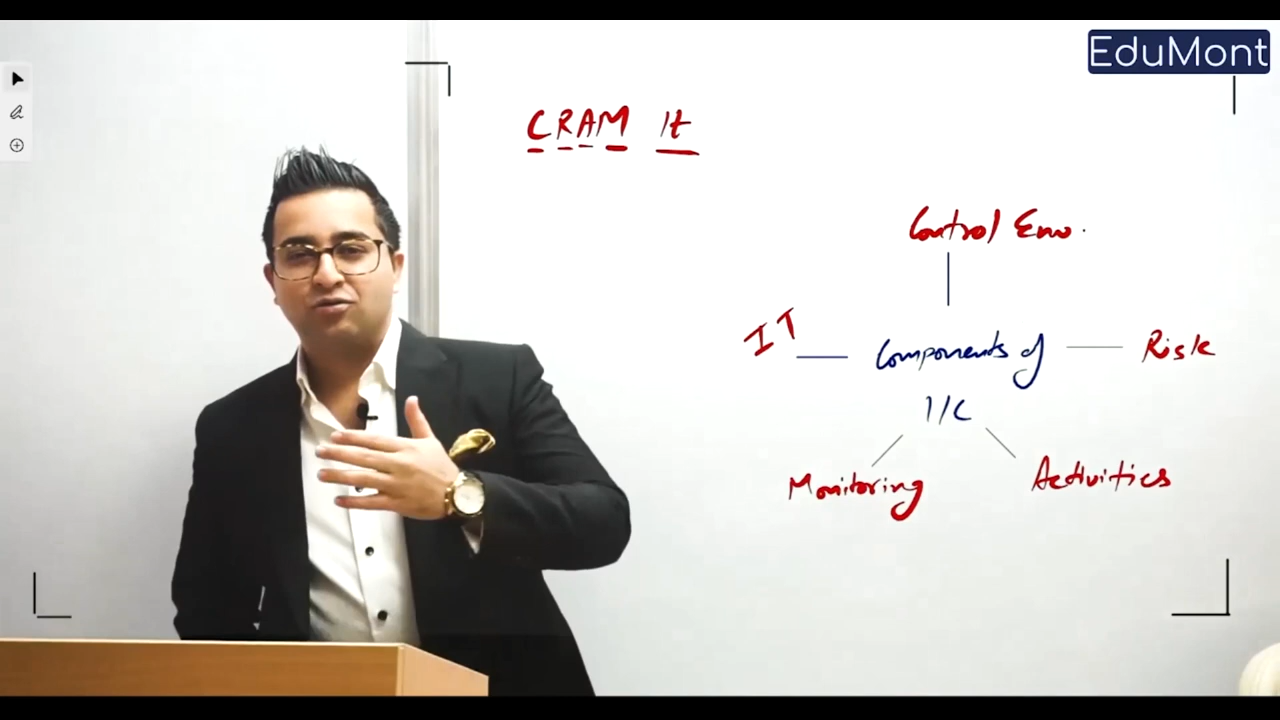 EduMont
CRAM It
Control Env.
IT
Components of
I/C
Risk
Monitoring
Activities